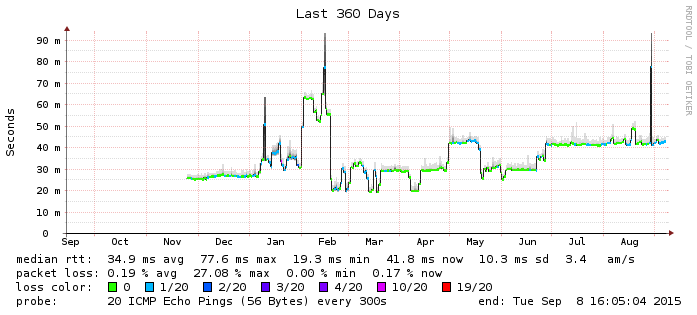 Last 360 Days
RRDTOOL / TOBI OETIKER
Seconds
90 m
80 m
70 m
60 m
50 m
40 m
30 m
20 m
10 m
0
Sep Oct Nov Dec Jan Feb Mar Apr May Jun Jul Aug
median rtt: 34.9 ms avg 77.6 ms max 19.3 ms min 41.8 ms now 10.3 ms sd 3.4 am/s
packet loss: 0.19 % avg 27.08 % max 0.00 % min 0.17 % now
loss color: 0 1/20 2/20 3/20 4/20 10/20 19/20
probe: 20 ICMP Echo Pings (56 Bytes) every 300s end: Tue Sep 8 16:05:04 2015